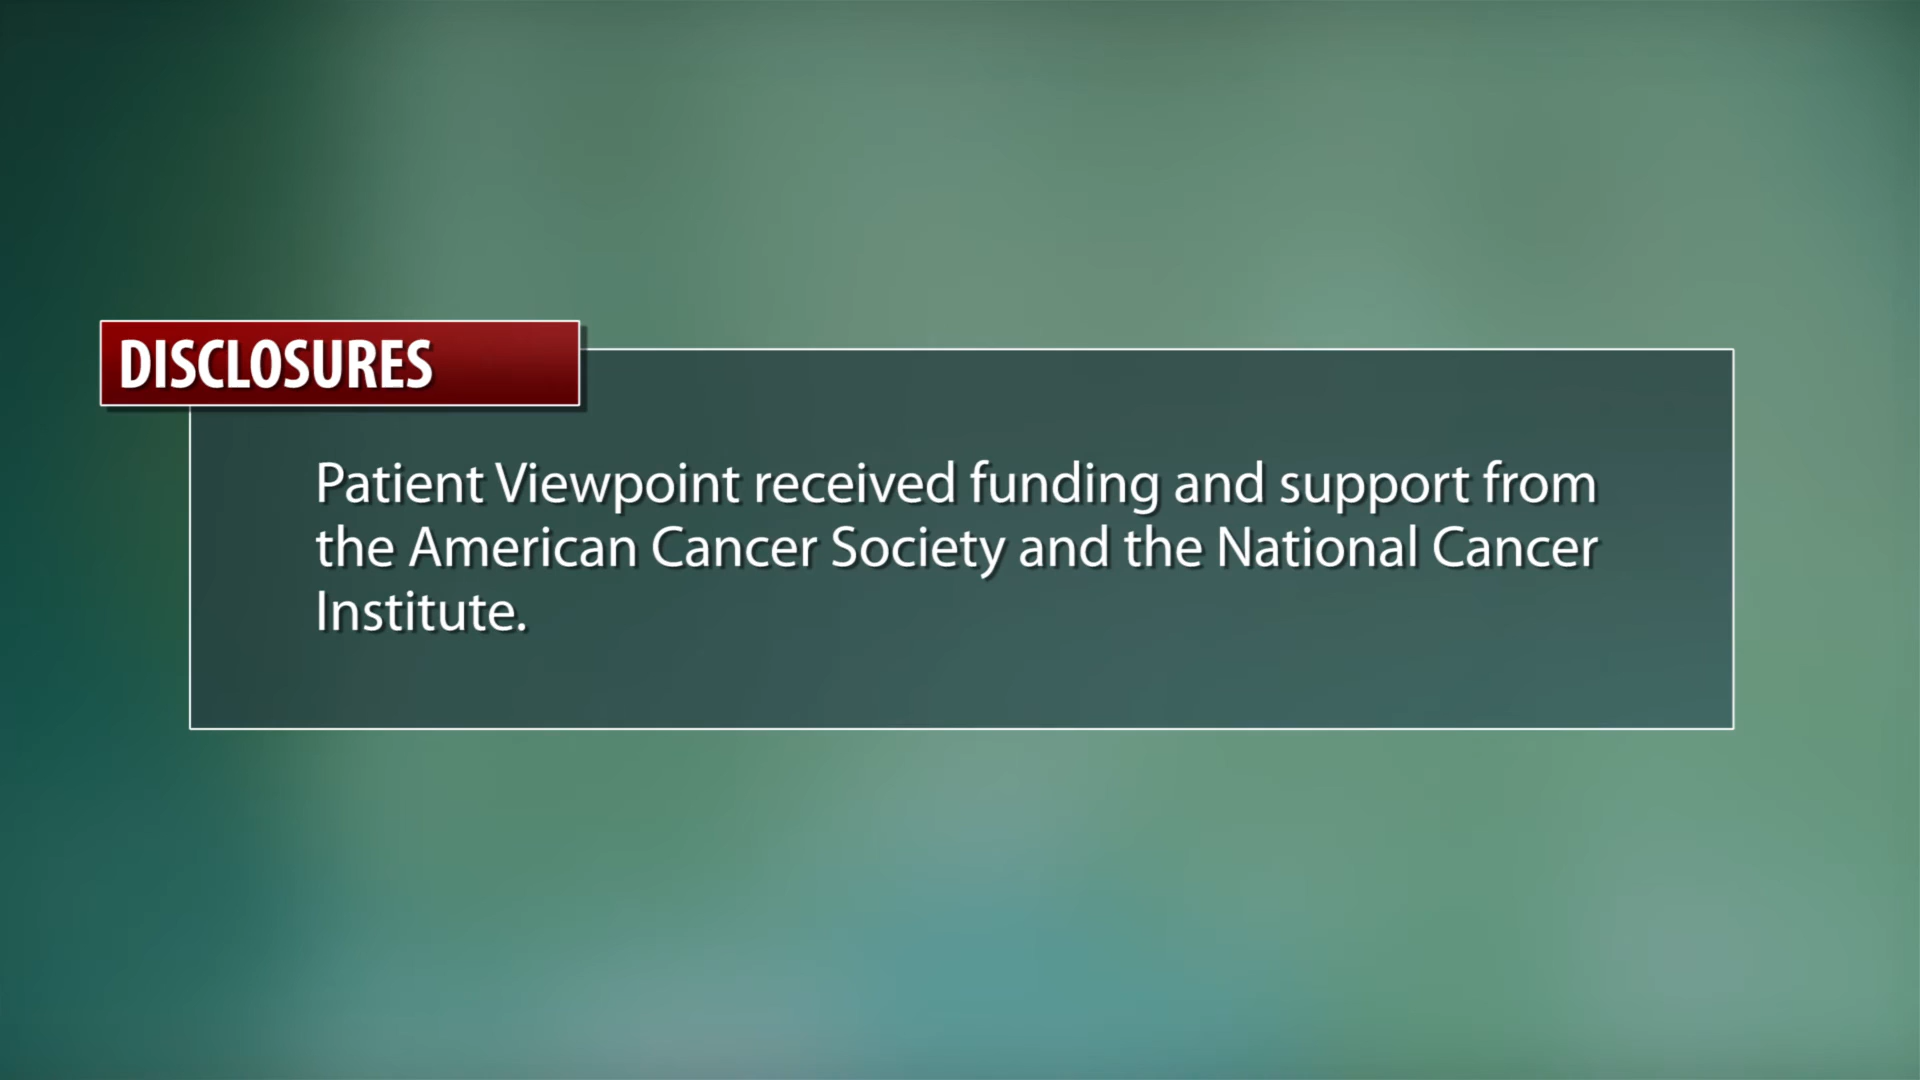 DISCLOSURES
Patient Viewpoint received funding and support from
the American Cancer Society and the National Cancer
Institute.